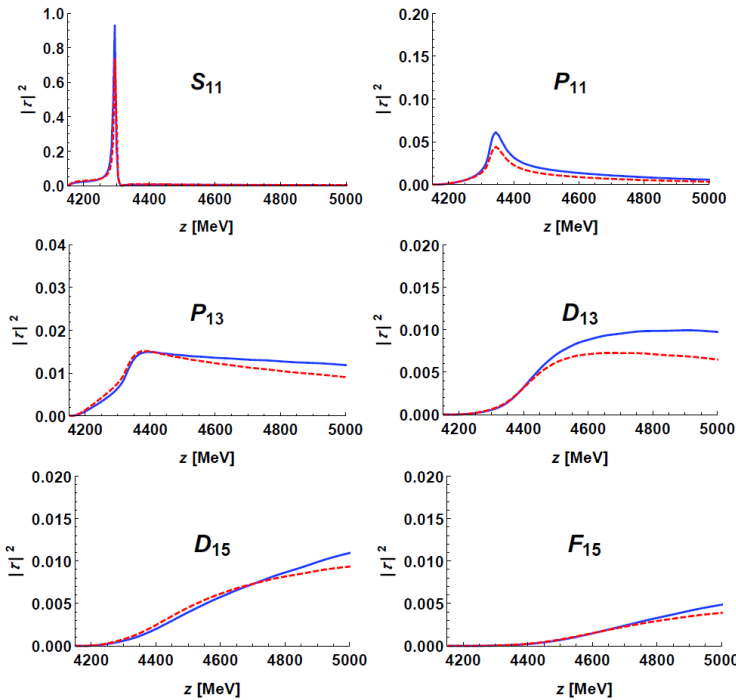 1.0
0.8
0.6
0.4
0.2
0.0
|τ|²
S₁₁
4200 4400 4600 4800 5000
z [MeV]
0.20
0.15
0.10
0.05
0.00
|τ|²
P₁₁
4200 4400 4600 4800 5000
z [MeV]
0.04
0.03
0.02
0.01
0.00
|τ|²
P₁₃
4200 4400 4600 4800 5000
z [MeV]
0.020
0.015
0.010
0.005
0.000
|τ|²
D₁₃
4200 4400 4600 4800 5000
z [MeV]
0.020
0.015
0.010
0.005
0.000
|τ|²
D₁₅
4200 4400 4600 4800 5000
z [MeV]
0.020
0.015
0.010
0.005
0.000
|τ|²
F₁₅
4200 4400 4600 4800 5000
z [MeV]